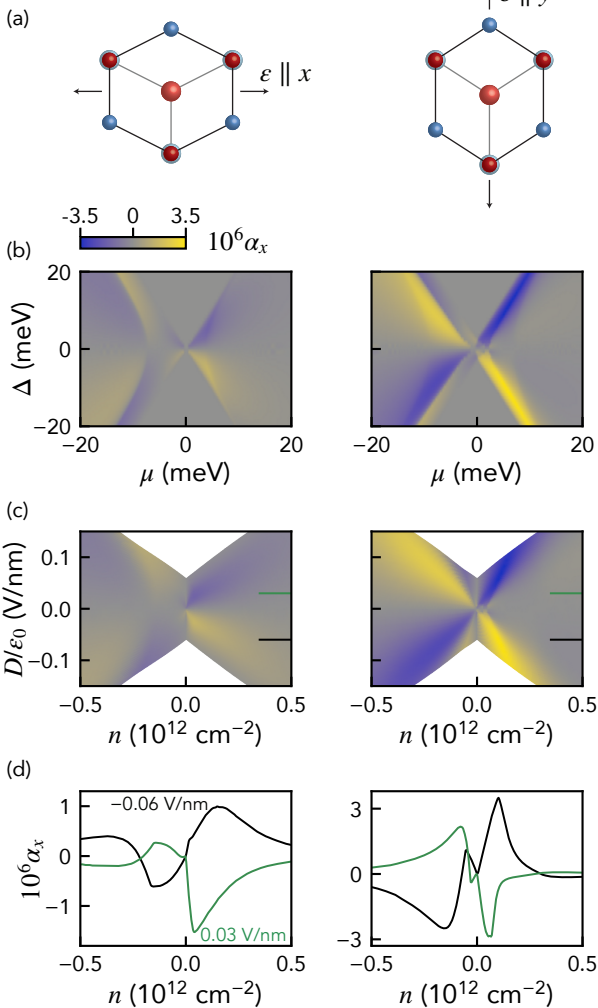 (a)
ε ∥ x
-3.5 0 3.5
10⁶αₓ
(b)
20
0
−20
Δ (meV)
−20 0 20
μ (meV)
−20 0 20
μ (meV)
(c)
0.1
0.0
−0.1
D/ε₀ (V/nm)
−0.5 0.0 0.5
n (10¹² cm⁻²)
−0.5 0.0 0.5
n (10¹² cm⁻²)
(d)
1
0
−1
10⁶αₓ
−0.06 V/nm
0.03 V/nm
−0.5 0.0 0.5
n (10¹² cm⁻²)
3
0
−3
−0.5 0.0 0.5
n (10¹² cm⁻²)